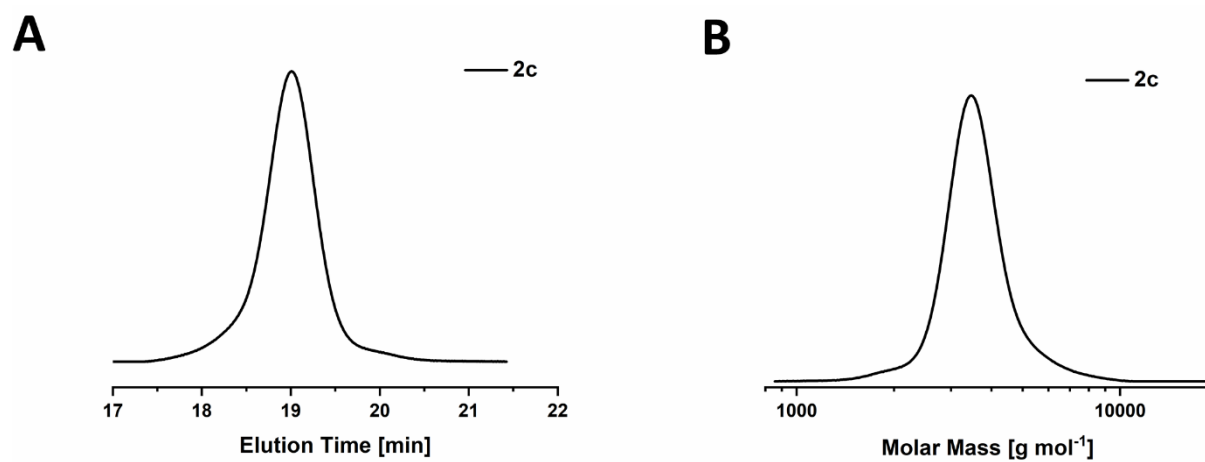 A
2c
17 18 19 20 21 22
Elution Time [min]
B
2c
1000 10000
Molar Mass [g mol⁻¹]